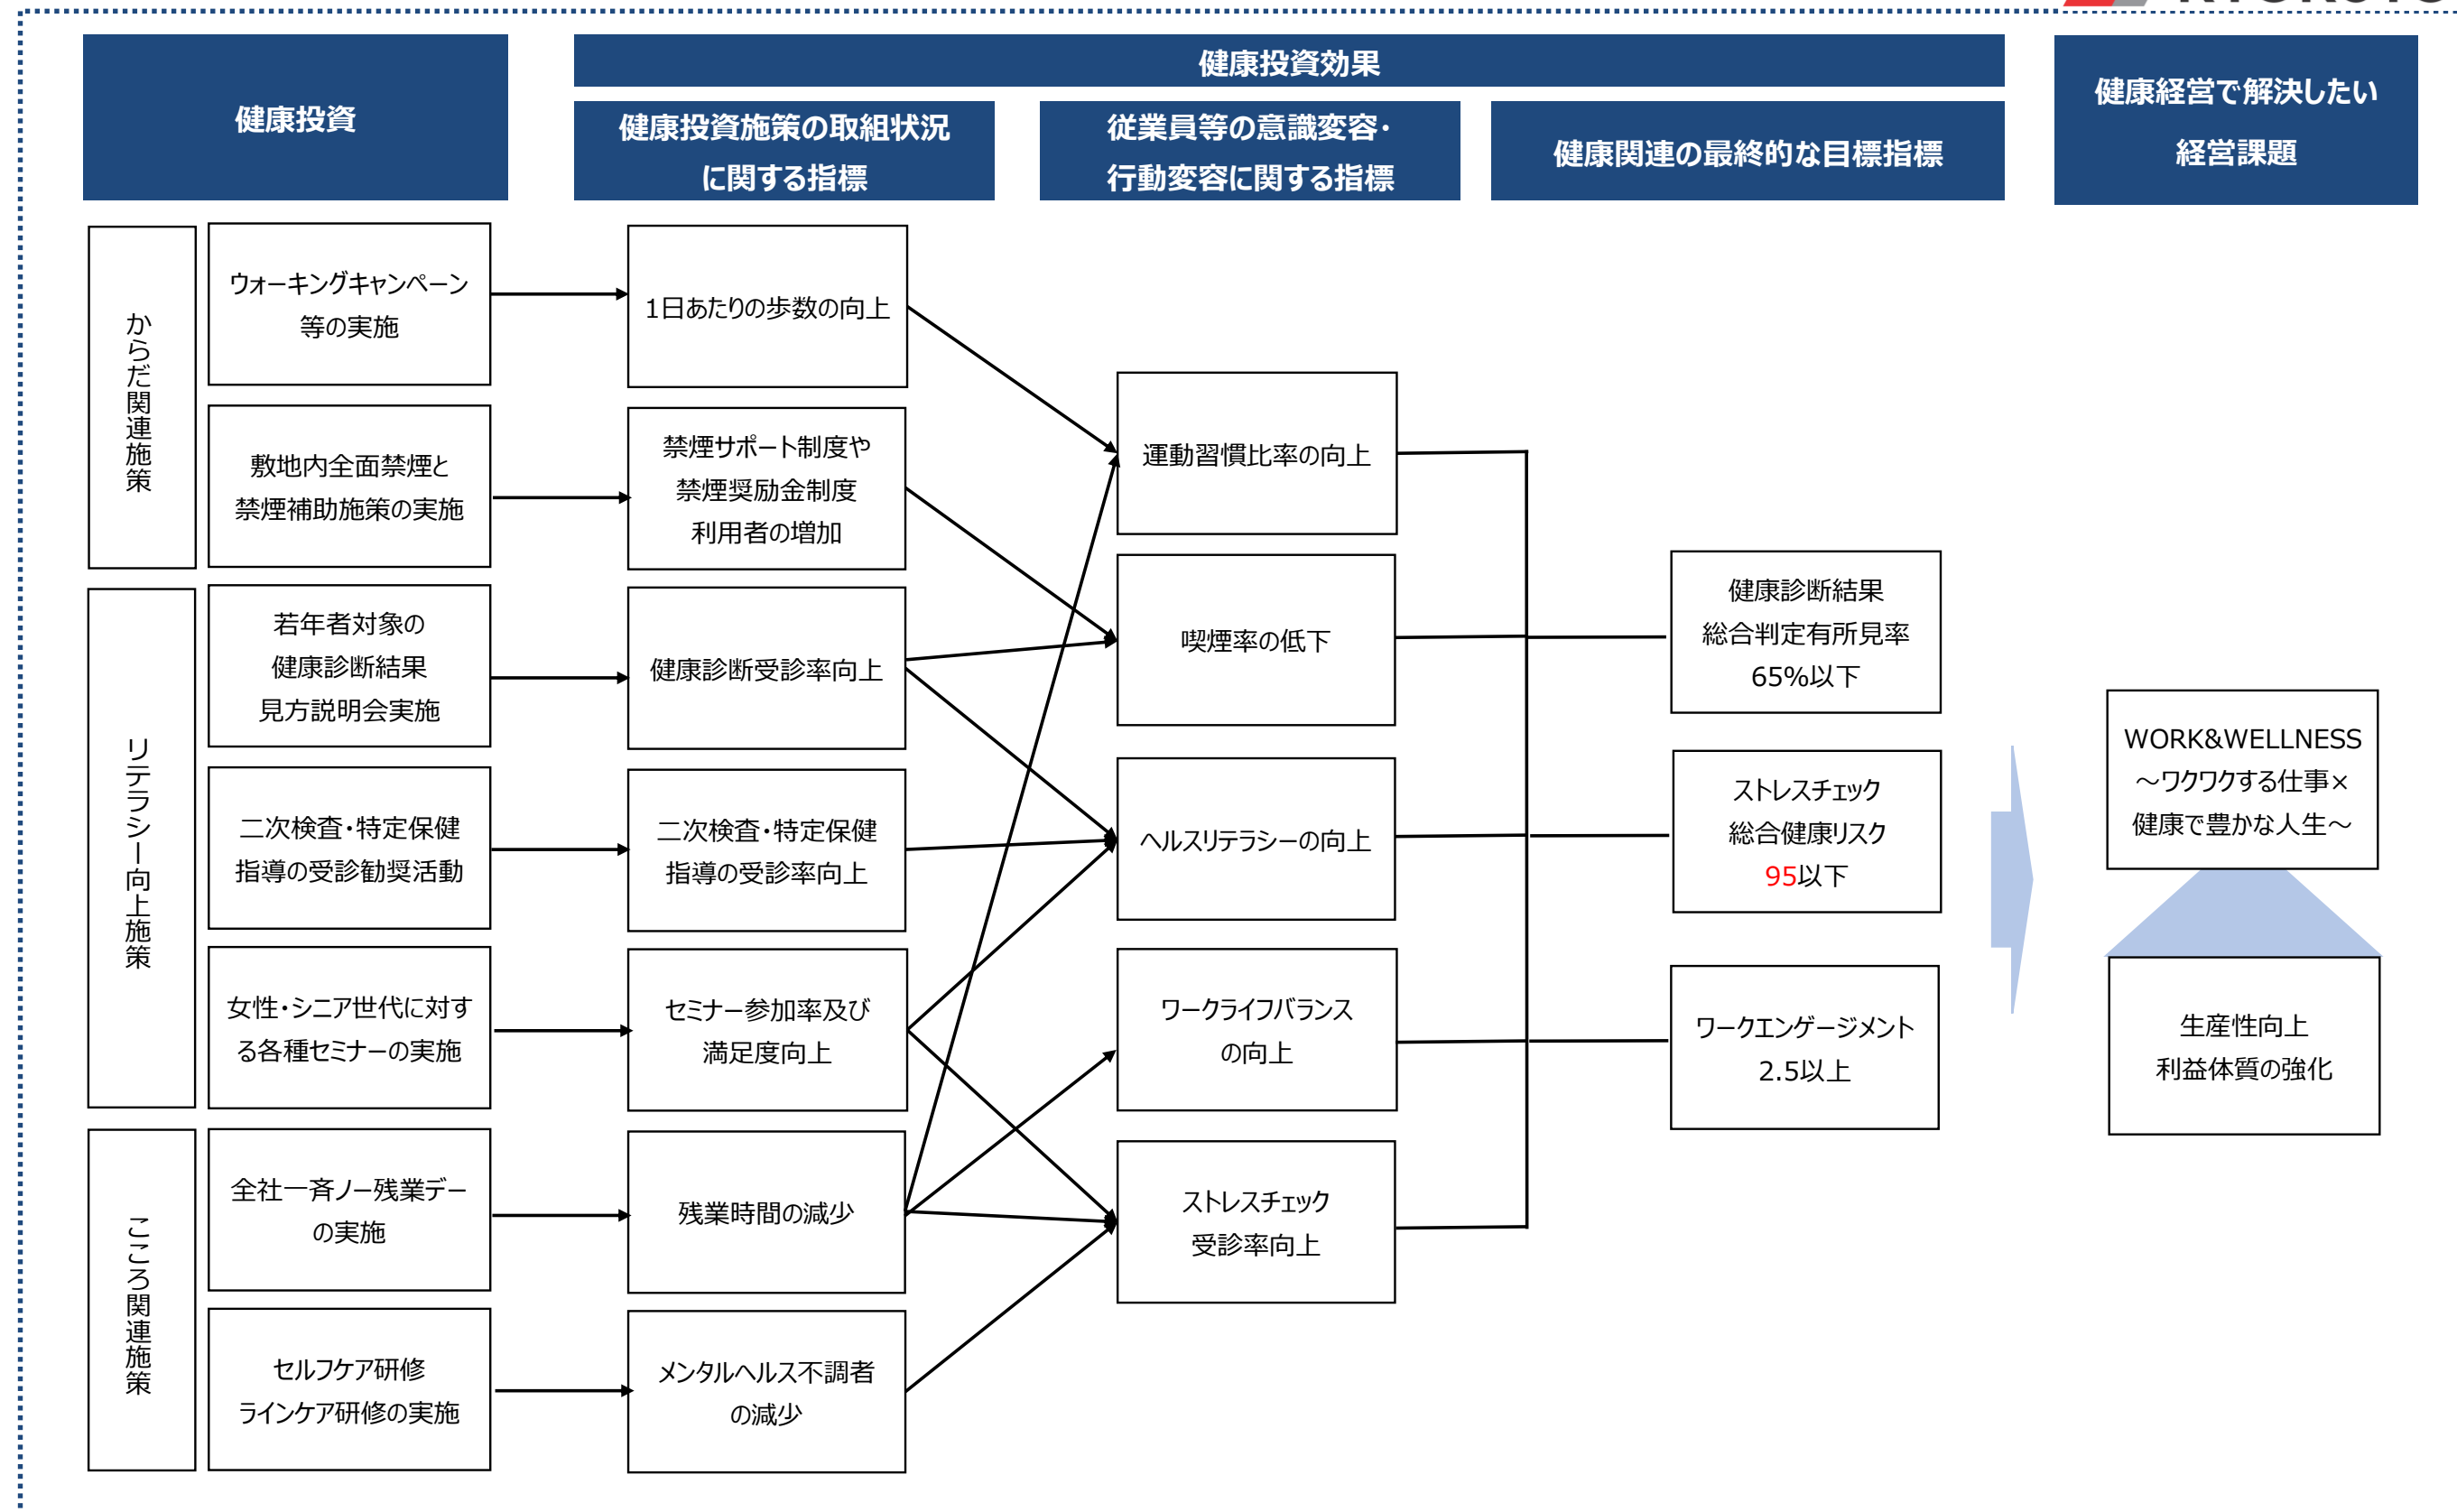 健康投資
健康投資効果
健康投資施策の取組状況
に関する指標
従業員等の意識変容・
行動変容に関する指標
健康関連の最終的な目標指標
健康経営で解決したい
経営課題
からだ関連施策
ウォーキングキャンペーン
等の実施
敷地内全面禁煙と
禁煙補助施策の実施
リテラシー向上施策
若年者対象の
健康診断結果
見方説明会実施
二次検査・特定保健
指導の受診勧奨活動
女性・シニア世代に対す
る各種セミナーの実施
こころ関連施策
全社一斉ノー残業デー
の実施
セルフケア研修
ラインケア研修の実施
1日あたりの歩数の向上
禁煙サポート制度や
禁煙奨励金制度
利用者の増加
健康診断受診率向上
二次検査・特定保健
指導の受診率向上
セミナー参加率及び
満足度向上
残業時間の減少
メンタルヘルス不調者
の減少
運動習慣比率の向上
喫煙率の低下
ヘルスリテラシーの向上
ワークライフバランス
の向上
ストレスチェック
受診率向上
健康診断結果
総合判定有所見率
65%以下
ストレスチェック
総合健康リスク
95以下
ワークエンゲージメント
2.5以上
WORK&WELLNESS
～ワクワクする仕事×
健康で豊かな人生～
生産性向上
利益体質の強化